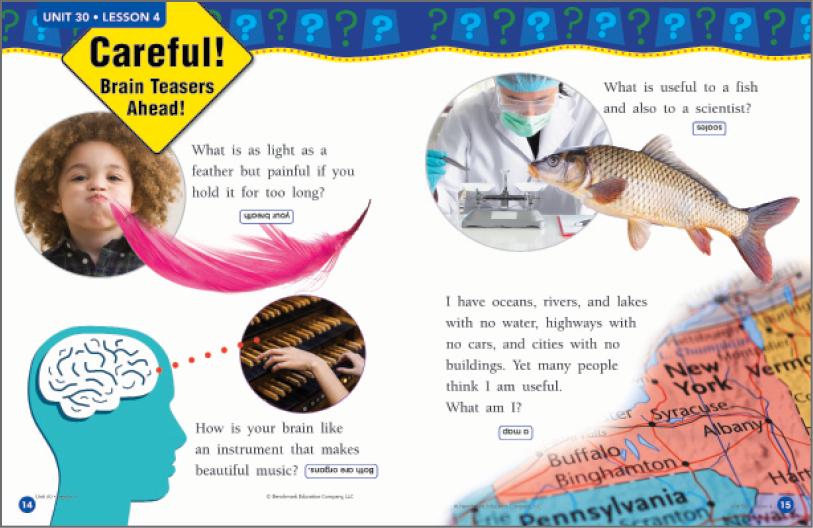 UNIT 30 • LESSON 4
Careful!
Brain Teasers
Ahead!
What is as light as a
feather but painful if you
hold it for too long?
your breath
How is your brain like
an instrument that makes
beautiful music?
Both are organs.
14
Unit 30 •
© Benchmark Education Company, LLC
What is useful to a fish
and also to a scientist?
scales
I have oceans, rivers, and lakes
with no water, highways with
no cars, and cities with no
buildings. Yet many people
think I am useful.
What am I?
a map
New
York
Vermo
Syracuse
Albany
Buffalo
Binghamton
Hart
Erie
Pennsylvania
Scranton
15